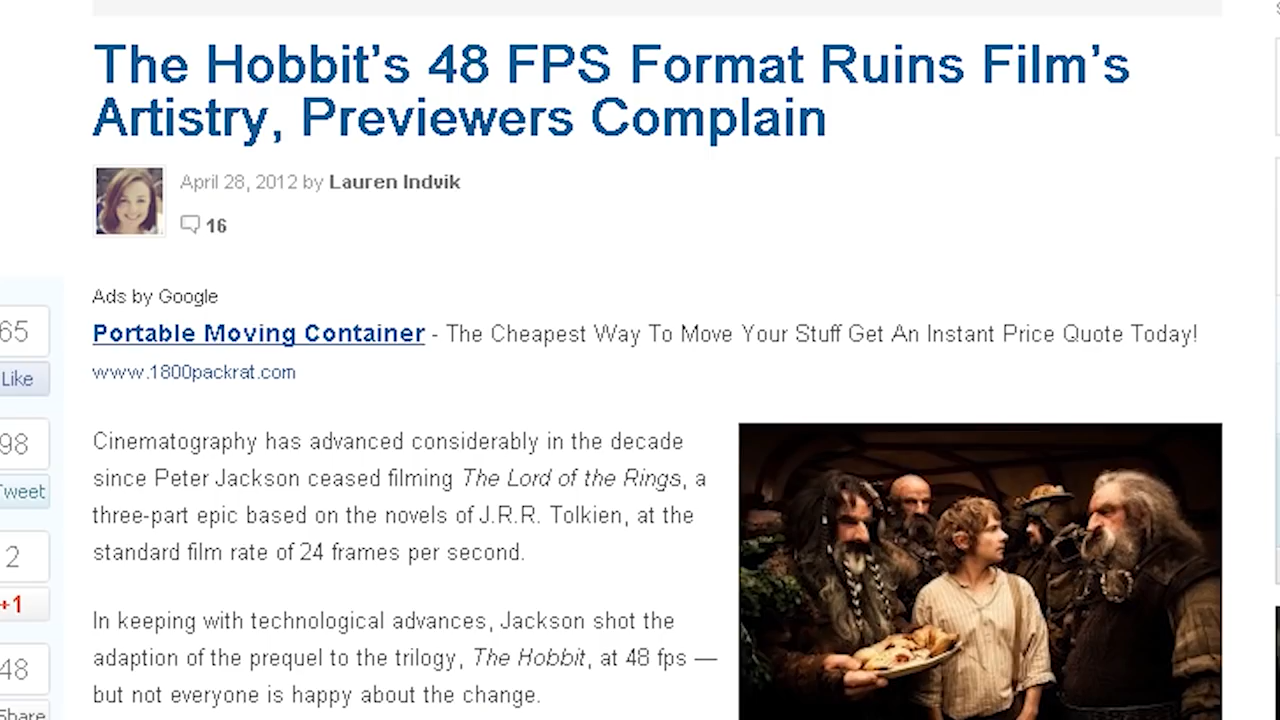 The Hobbit's 48 FPS Format Ruins Film's
Artistry, Previewers Complain
April 28, 2012 by Lauren Indvik
16
Ads by Google
Portable Moving Container - The Cheapest Way To Move Your Stuff Get An Instant Price Quote Today!
www.1800packrat.com
65
Like
98
Tweet
2
+1
48
Share
Cinematography has advanced considerably in the decade
since Peter Jackson ceased filming The Lord of the Rings, a
three-part epic based on the novels of J.R.R. Tolkien, at the
standard film rate of 24 frames per second.
In keeping with technological advances, Jackson shot the
adaption of the prequel to the trilogy, The Hobbit, at 48 fps —
but not everyone is happy about the change.